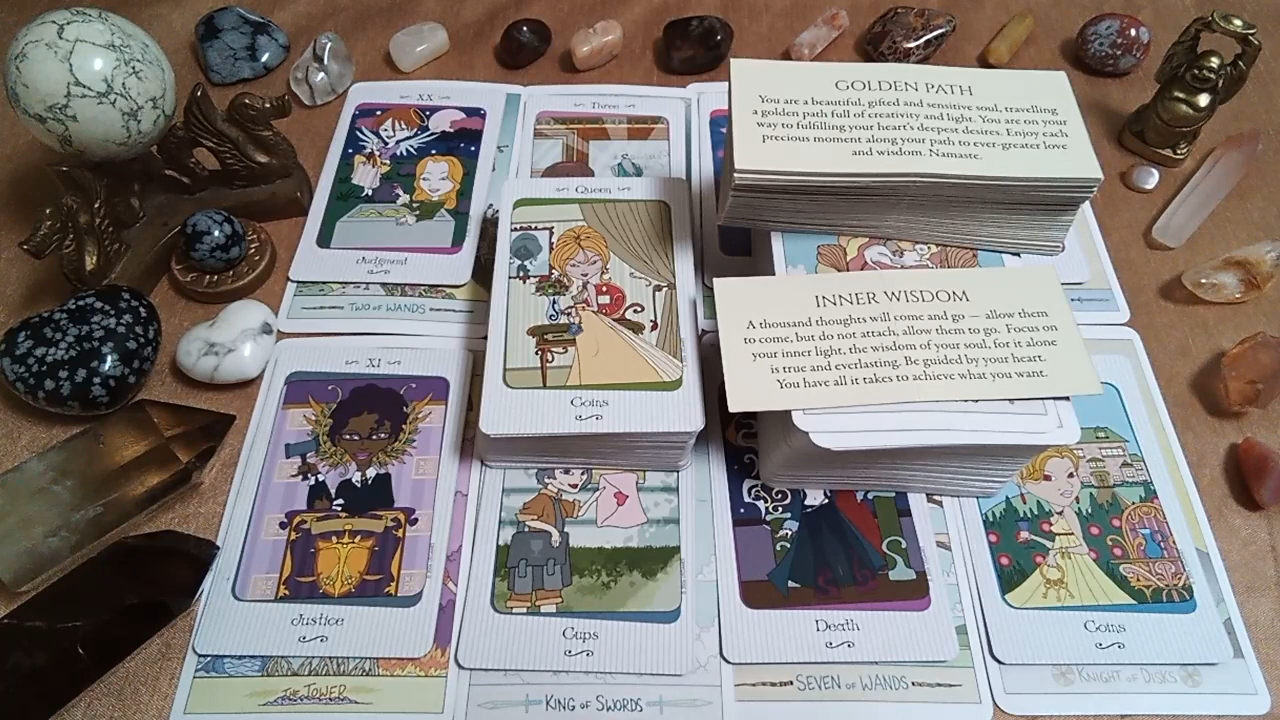 XX
Judgment
TWO OF WANDS
Three
Queen
Coins
GOLDEN PATH
You are a beautiful, gifted and sensitive soul, travelling
a golden path full of creativity and light. You are on your
way to fulfilling your heart's deepest desires. Enjoy each
precious moment along your path to ever-greater love
and wisdom. Namaste.
INNER WISDOM
A thousand thoughts will come and go — allow them
to come, but do not attach, allow them to go. Focus on
your inner light, the wisdom of your soul, for it alone
is true and everlasting. Be guided by your heart.
You have all it takes to achieve what you want.
XI
Justice
THE TOWER
Cups
KING OF SWORDS
Death
SEVEN OF WANDS
Coins
KNIGHT OF DISKS